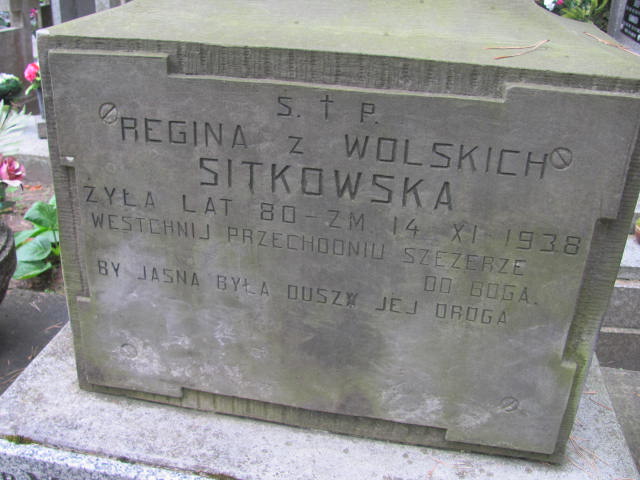 Ś. † P.
REGINA Z WOLSKICH
SITKOWSKA
ŻYŁA LAT 80 - ZM 14 XI 1938
WESTCHNIJ PRZECHODNIU SZEZERZE
DO BOGA.
BY JASNA BYŁA DUSZY JEJ DROGA